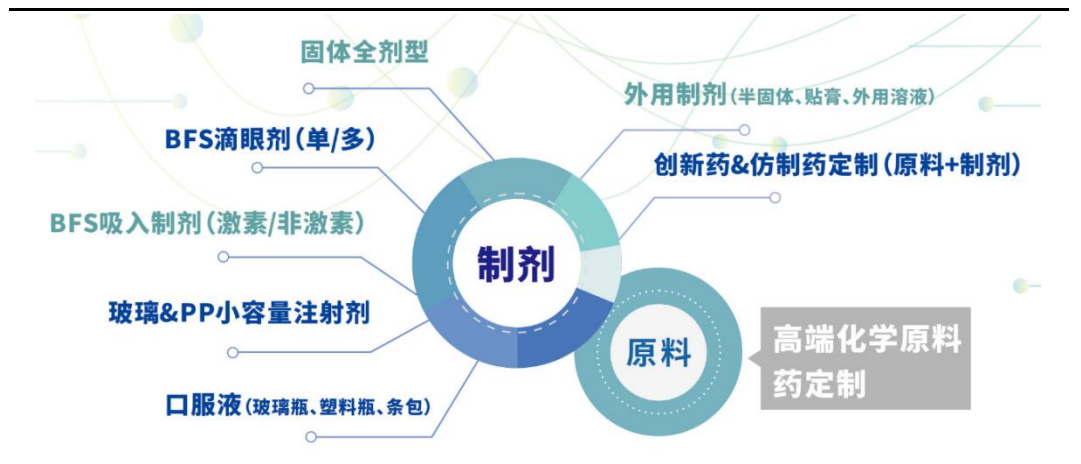 固体全剂型
外用制剂(半固体、贴膏、外用溶液)
BFS滴眼剂(单/多)
创新药&仿制药定制(原料+制剂)
BFS吸入制剂(激素/非激素)
制剂
玻璃&PP小容量注射剂
原料
高端化学原料
药定制
口服液(玻璃瓶、塑料瓶、条包)